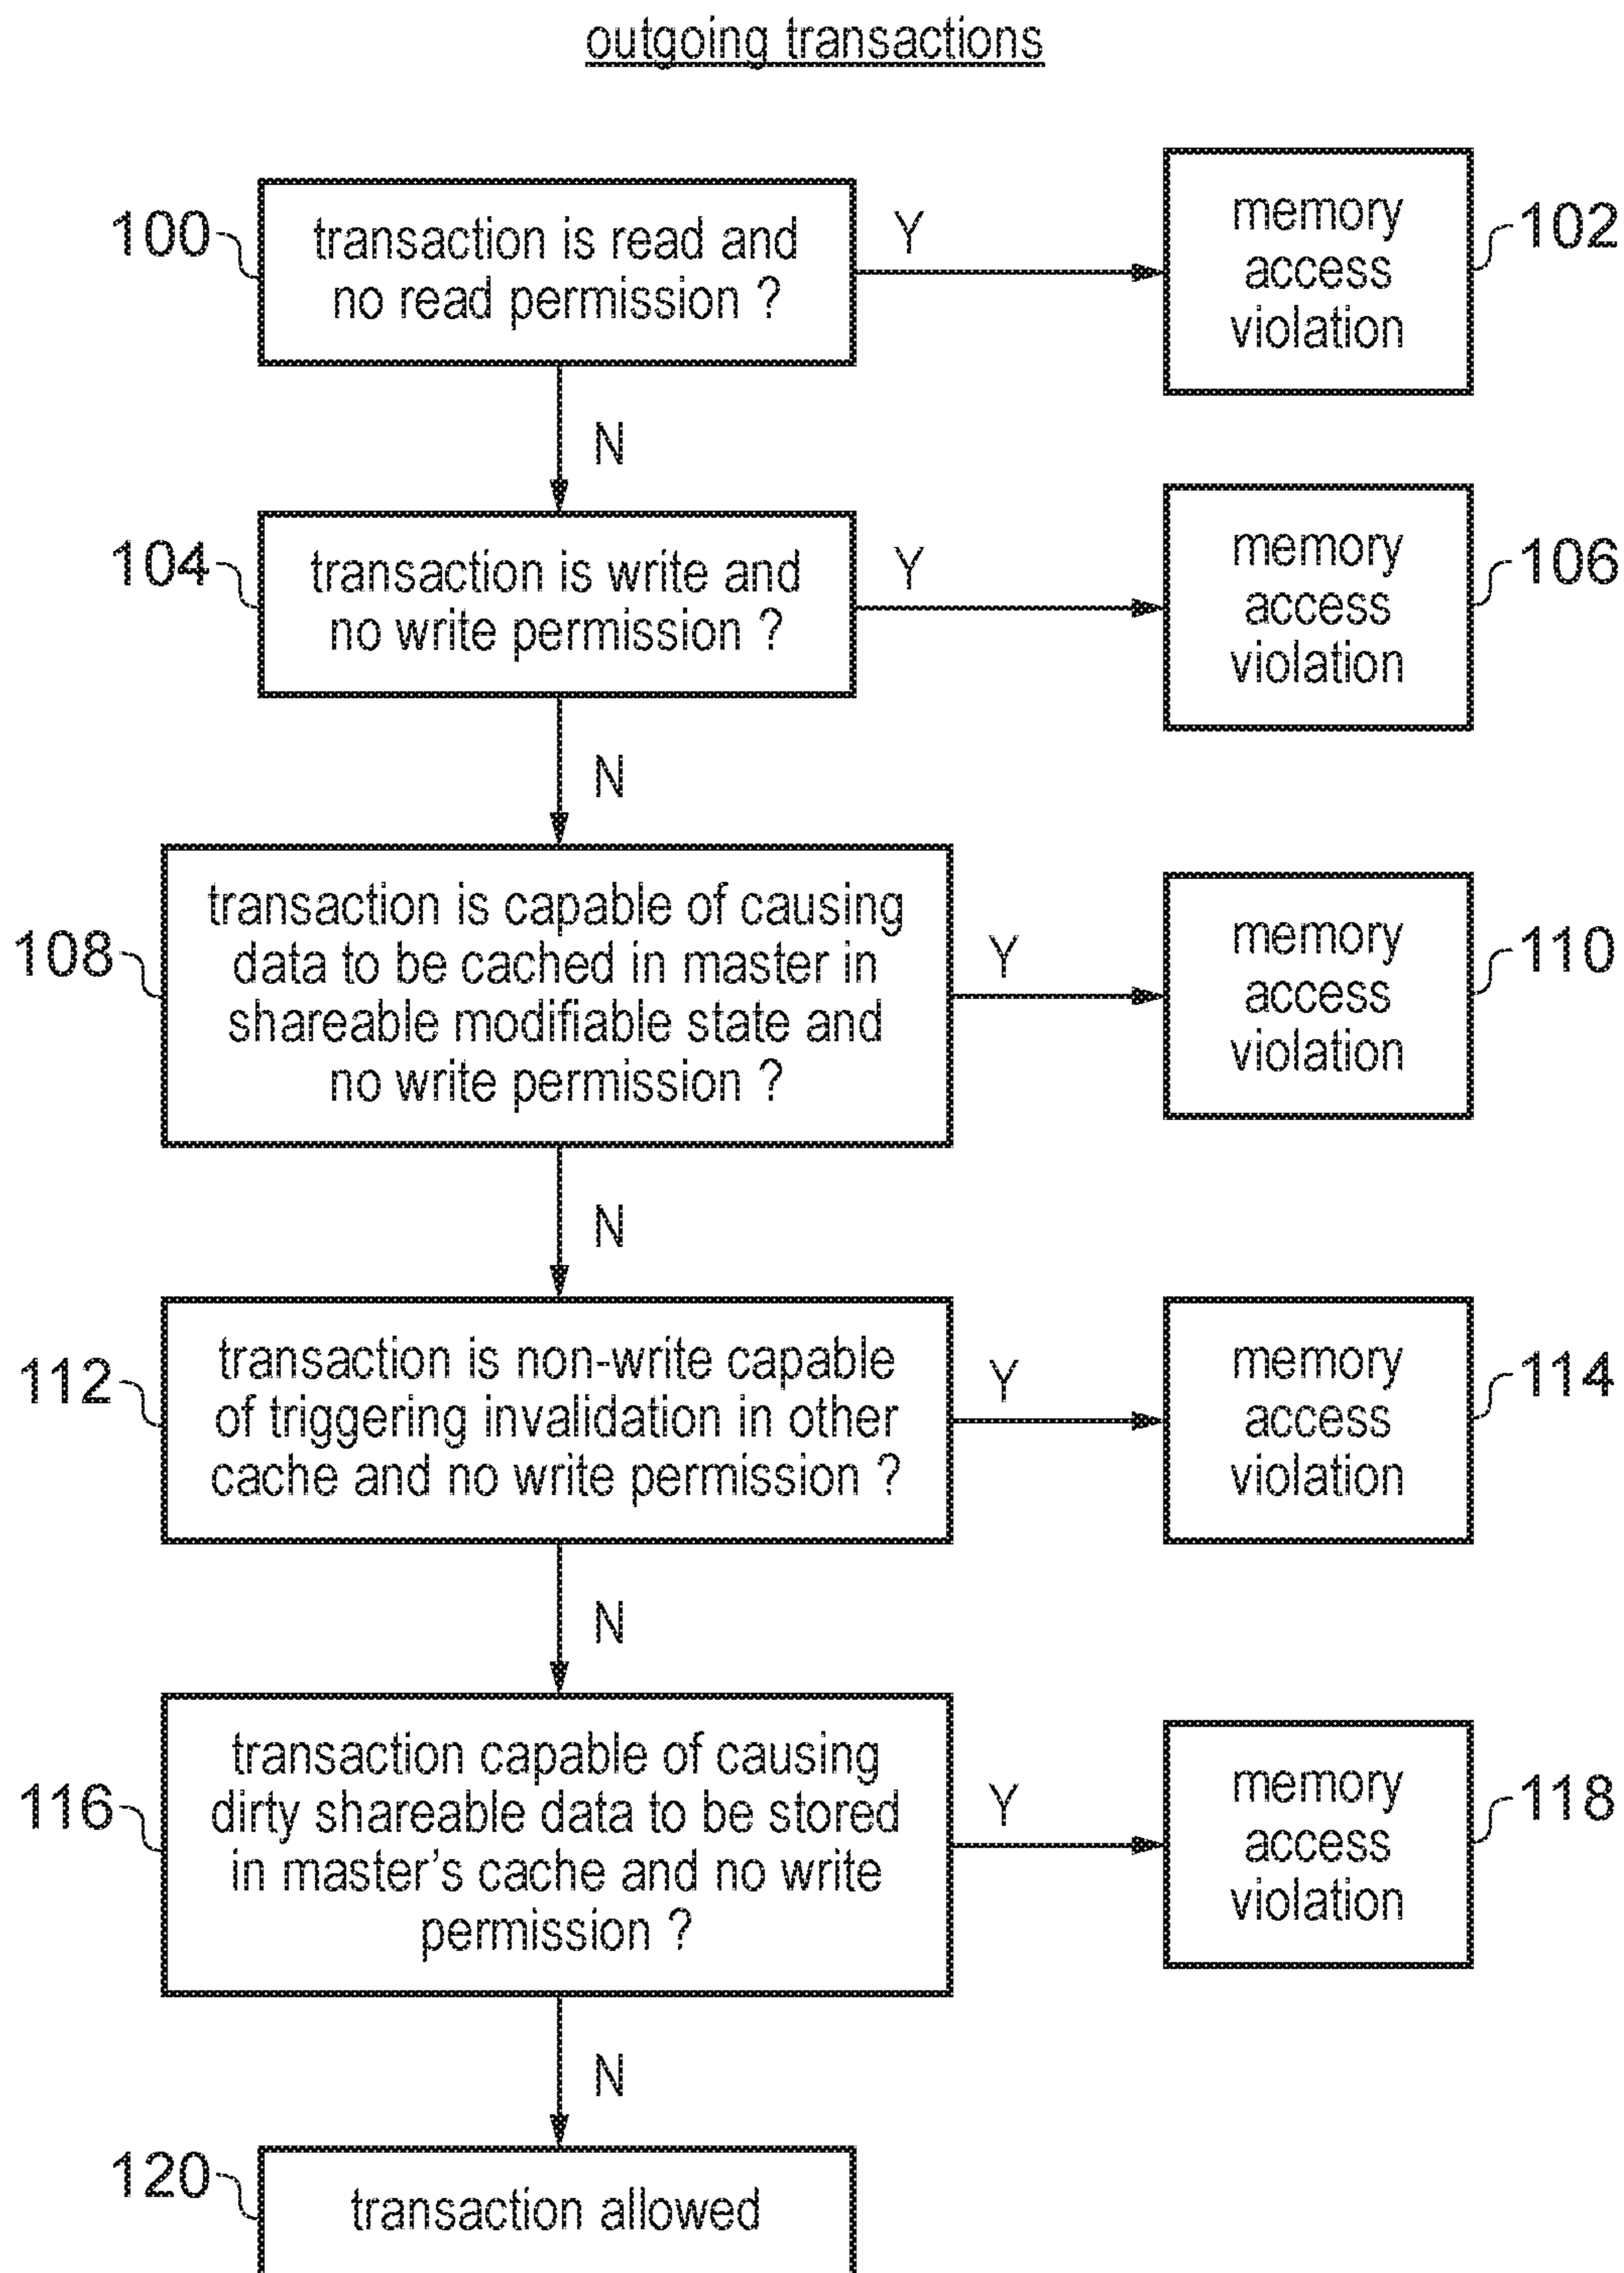 outgoing transactions
100
transaction is read and
no read permission ?
Y
memory
access
violation
102
N
104
transaction is write and
no write permission ?
Y
memory
access
violation
106
N
108
transaction is capable of causing
data to be cached in master in
shareable modifiable state and
no write permission ?
Y
memory
access
violation
110
N
112
transaction is non-write capable
of triggering invalidation in other
cache and no write permission ?
Y
memory
access
violation
114
N
116
transaction capable of causing
dirty shareable data to be stored
in master's cache and no write
permission ?
Y
memory
access
violation
118
N
120
transaction allowed